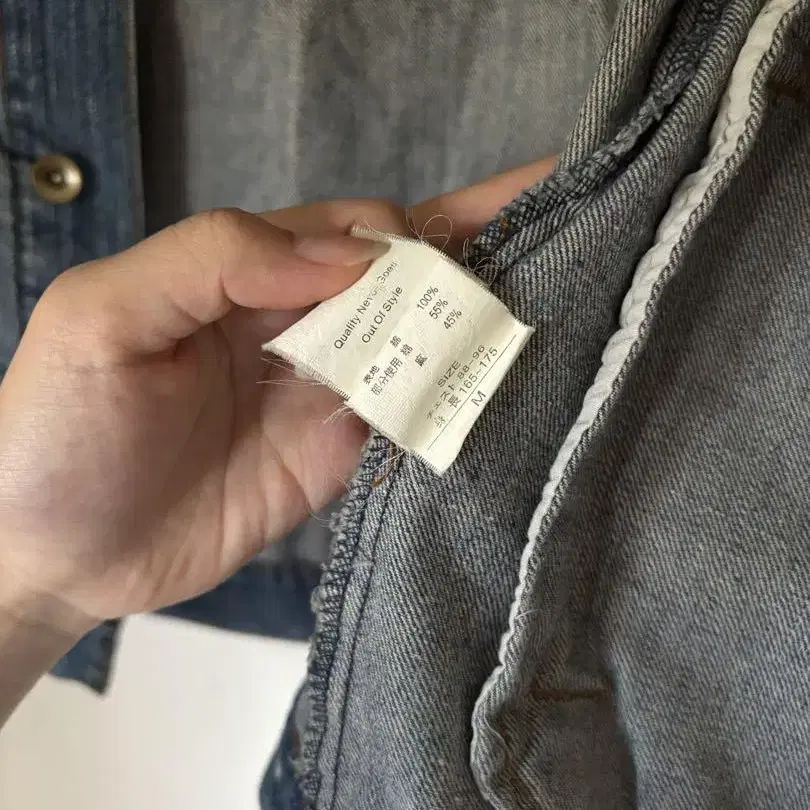 Quality Never Goes
Out Of Style
表地 綿 100%
部分使用 綿 55%
麻 45%
SIZE
チェスト 88-96
身長 165-175
M